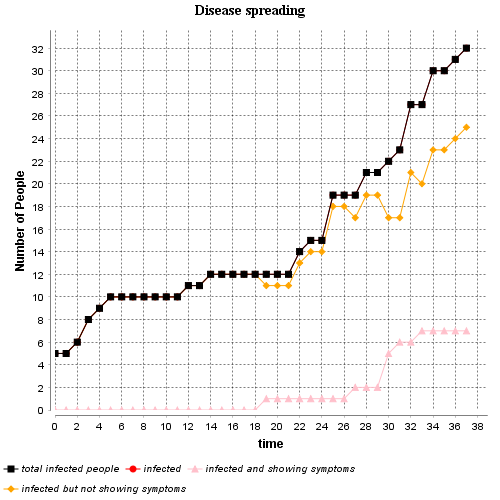 Disease spreading
Number of People
32
30
28
26
24
22
20
18
16
14
12
10
8
6
4
2
0
0 2 4 6 8 10 12 14 16 18 20 22 24 26 28 30 32 34 36 38
time
total infected people infected infected and showing symptoms
infected but not showing symptoms